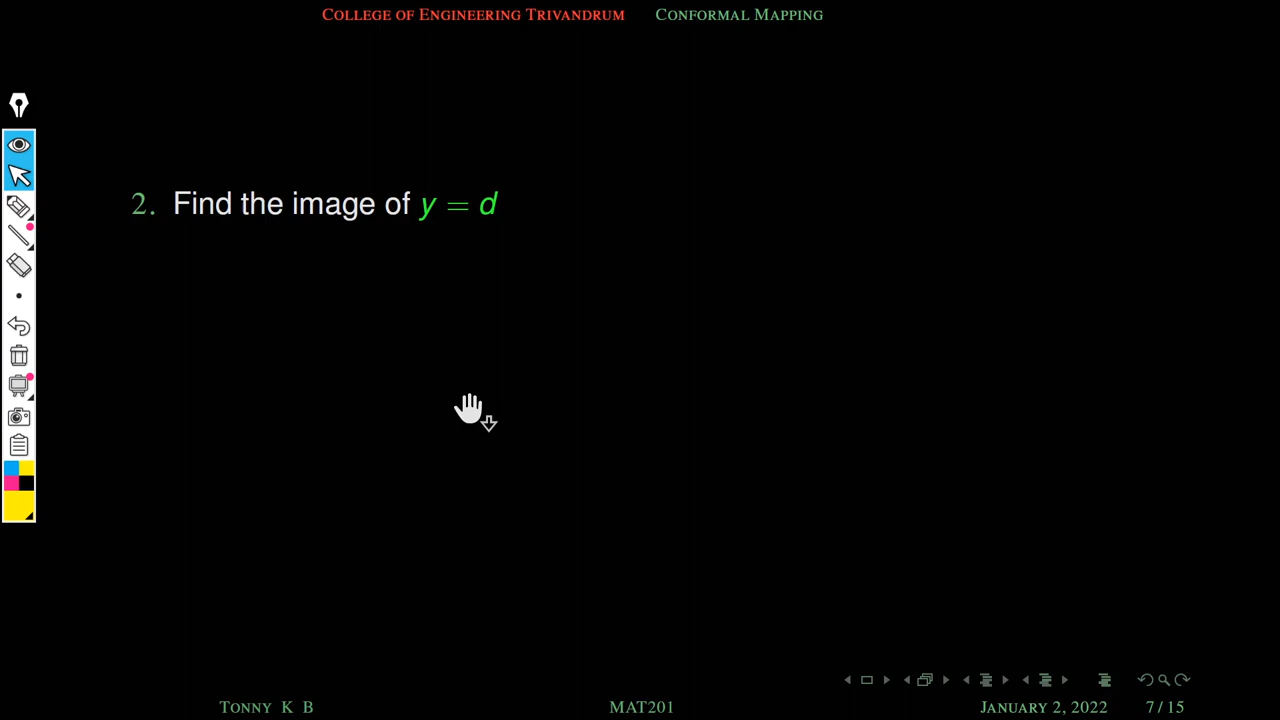 College of Engineering Trivandrum Conformal Mapping
2. Find the image of y = d
Tonny K B MAT201 January 2, 2022 7 / 15